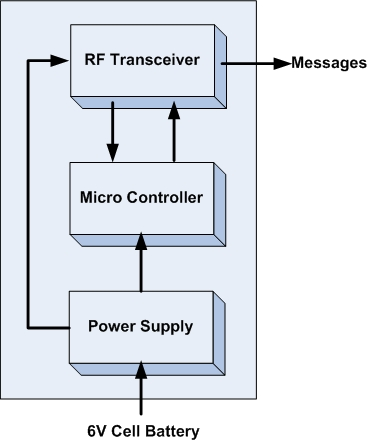 RF Transceiver
Messages
Micro Controller
Power Supply
6V Cell Battery